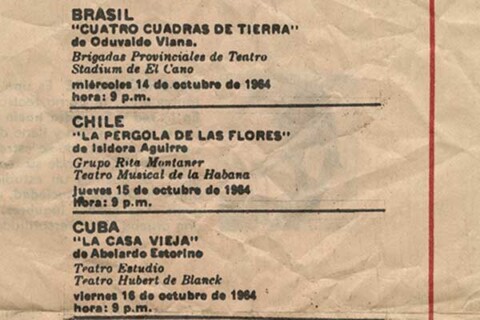 BRASIL
"CUATRO CUADRAS DE TIERRA"
de Oduvaldo Viana.
Brigadas Provinciales de Teatro
Stadium de El Cano
miércoles 14 de octubre de 1964
hora: 9 p.m.
CHILE
"LA PERGOLA DE LAS FLORES"
de Isidora Aguirre
Grupo Rita Montaner
Teatro Musical de la Habana
jueves 15 de octubre de 1964
Hora: 9 p.m.
CUBA
"LA CASA VIEJA"
de Abelardo Estorino
Teatro Estudio
Teatro Hubert de Blanck
viernes 16 de octubre de 1964
hora: 9 p.m.